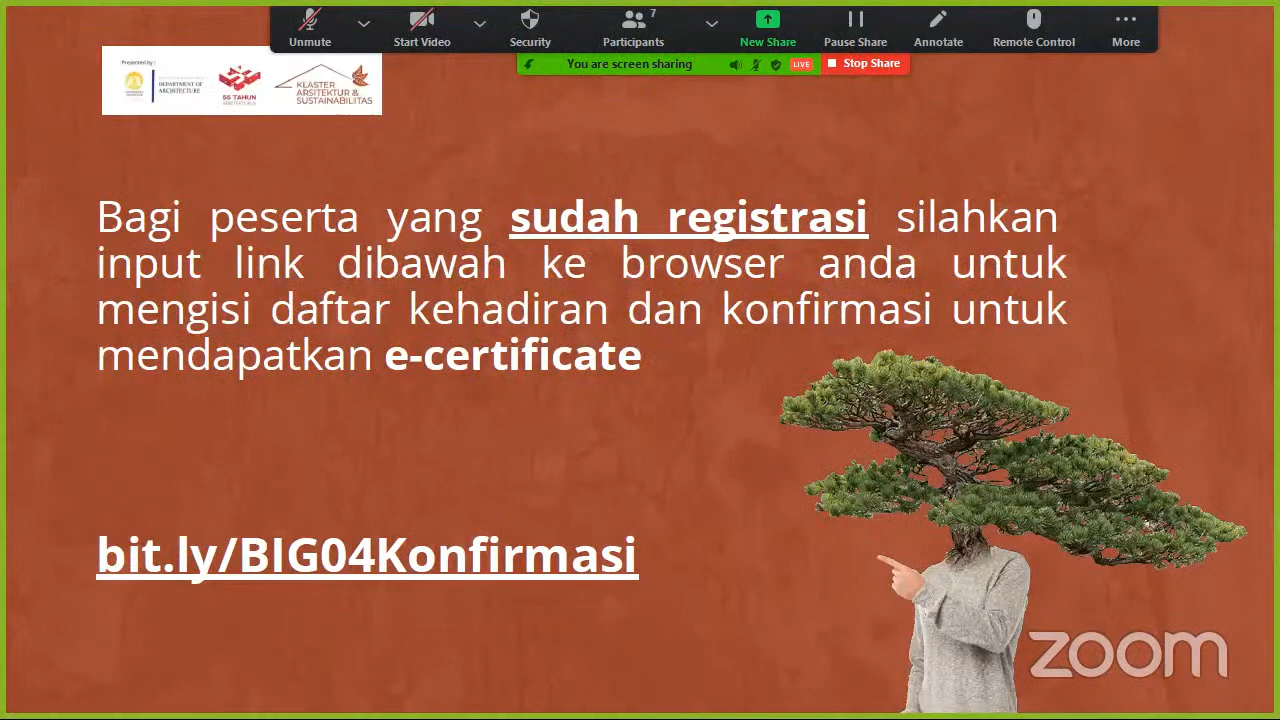 7
Unmute Start Video Security Participants New Share Pause Share Annotate Remote Control More
You are screen sharing LIVE Stop Share
Presented by :
DEPARTMENT OF
ARCHITECTURE
55 TAHUN
KLASTER
ARSITEKTUR &
SUSTAINABILITAS
Bagi peserta yang sudah registrasi silahkan
input link dibawah ke browser anda untuk
mengisi daftar kehadiran dan konfirmasi untuk
mendapatkan e-certificate
bit.ly/BIG04Konfirmasi
zoom